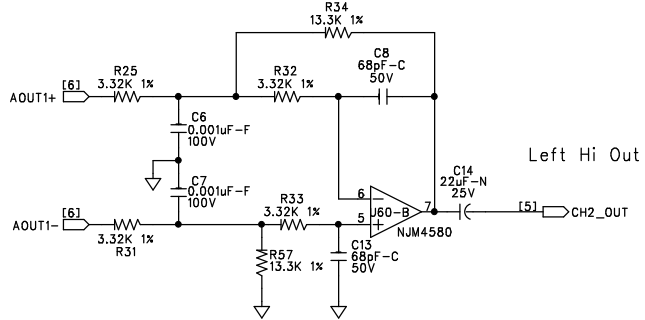 R34
13.3K 1%
C8
68pF-C
50V
R25
3.32K 1%
R32
3.32K 1%
[6]
AOUT1+
C6
0.001uF-F
100V
C7
0.001uF-F
100V
C14
22uF-N
25V
Left Hi Out
6
7
U60-B
5
NJM4580
[5]
CH2_OUT
[6]
AOUT1-
3.32K 1%
R31
R33
3.32K 1%
R57
13.3K 1%
C13
68pF-C
50V